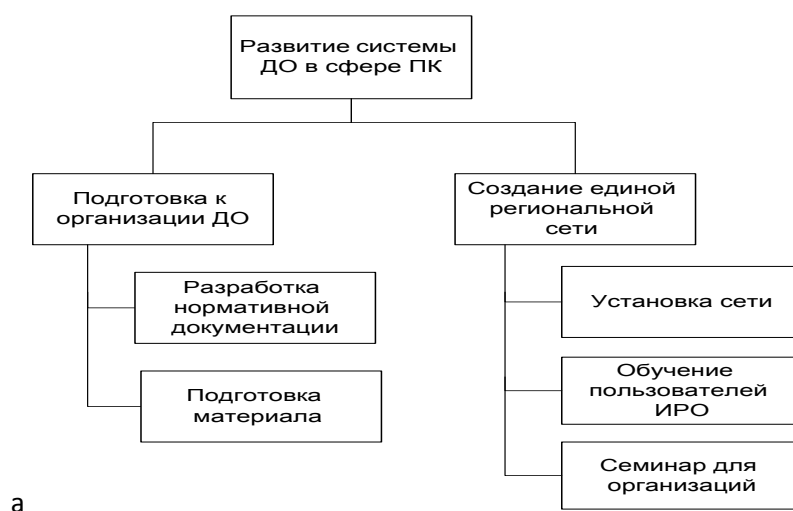 Развитие системы
ДО в сфере ПК
Подготовка к
организации ДО
Разработка
нормативной
документации
Подготовка
материала
Создание единой
региональной
сети
Установка сети
Обучение
пользователей
ИРО
Семинар для
организаций
а